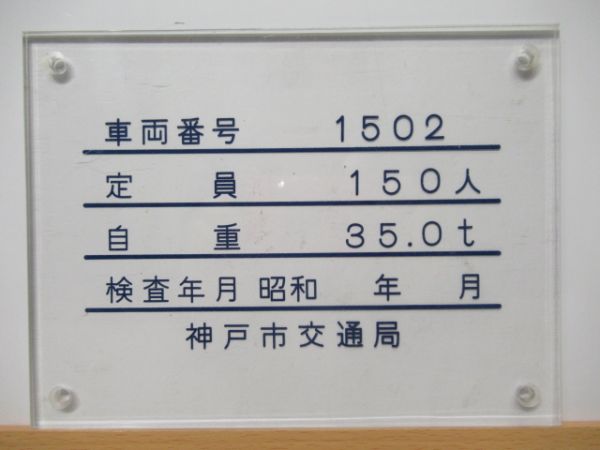 車両番号 1502
定員 150人
自重 35.0t
検査年月 昭和 年 月
神戸市交通局